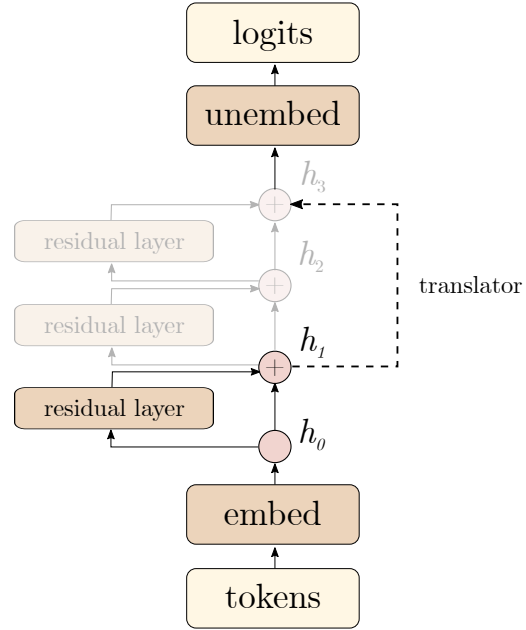 logits
unembed
h₃
residual layer
h₂
translator
residual layer
h₁
residual layer
h₀
embed
tokens